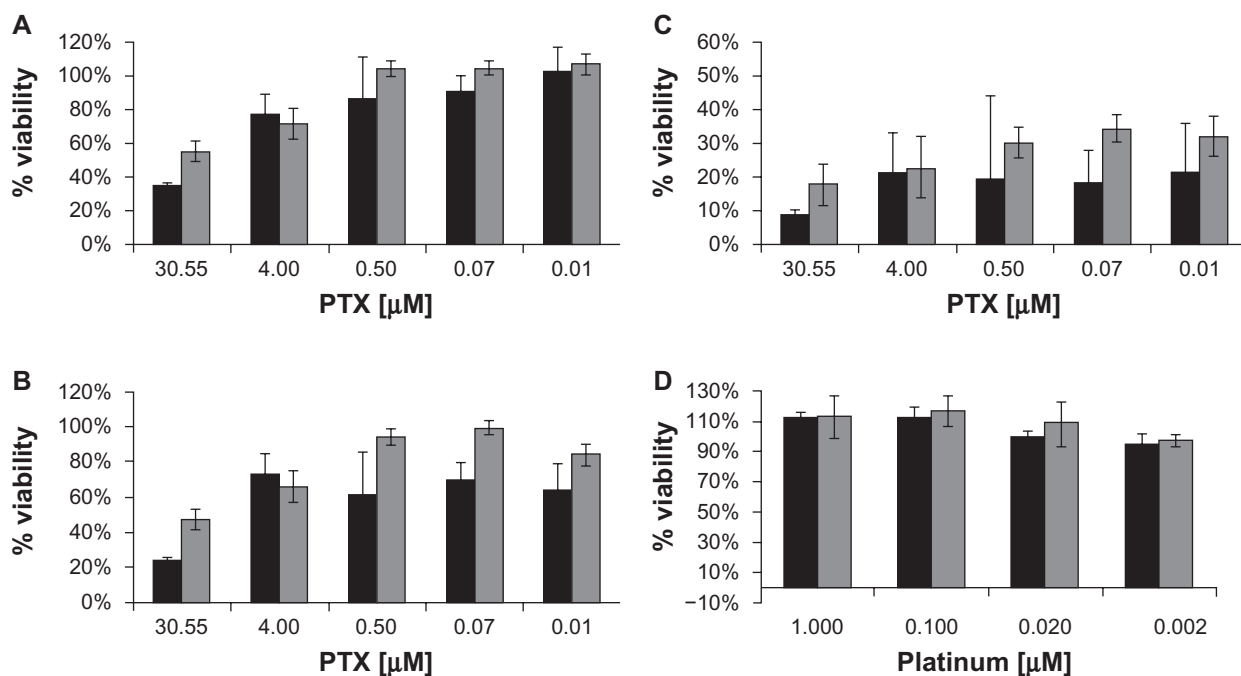 A
% viability
120%
100%
80%
60%
40%
20%
0%
30.55 4.00 0.50 0.07 0.01
PTX [μM]
B
% viability
120%
100%
80%
60%
40%
20%
0%
30.55 4.00 0.50 0.07 0.01
PTX [μM]
C
% viability
60%
50%
40%
30%
20%
10%
0%
30.55 4.00 0.50 0.07 0.01
PTX [μM]
D
% viability
130%
110%
90%
70%
50%
30%
10%
−10%
1.000 0.100 0.020 0.002
Platinum [μM]